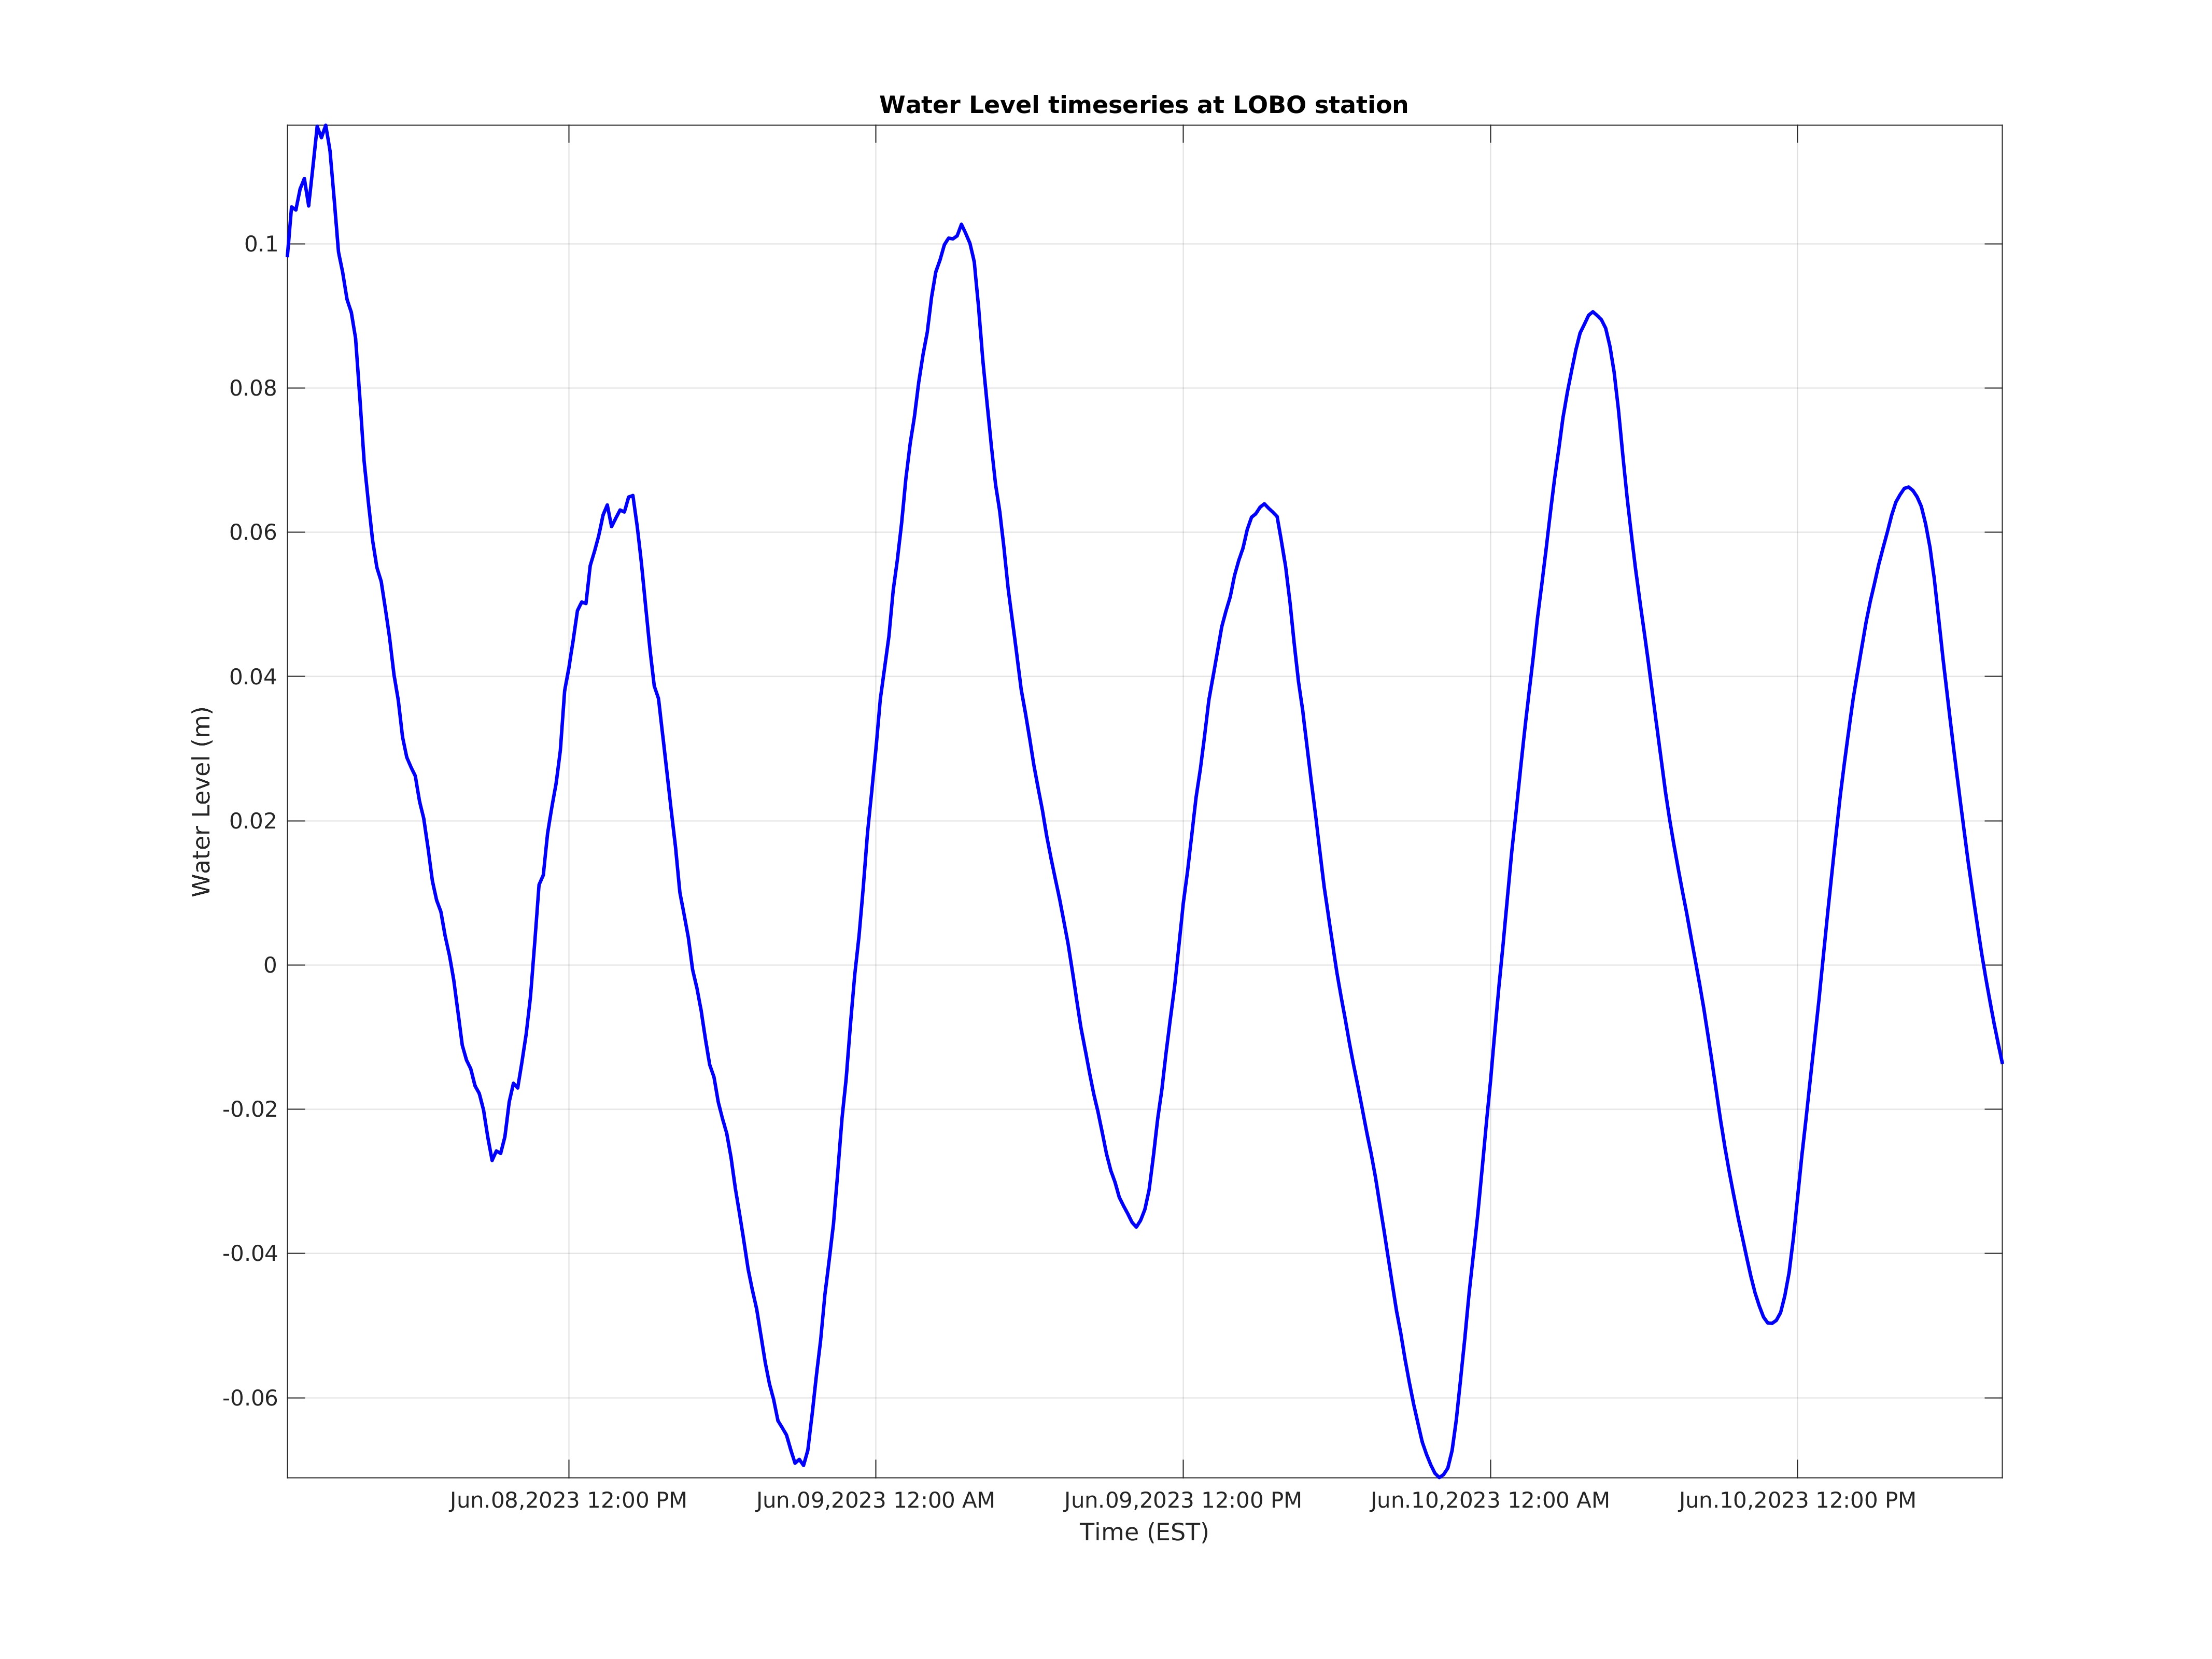 Water Level timeseries at LOBO station
0.1
0.08
0.06
0.04
0.02
0
-0.02
-0.04
-0.06
Water Level (m)
Jun.08,2023 12:00 PM
Jun.09,2023 12:00 AM
Jun.09,2023 12:00 PM
Jun.10,2023 12:00 AM
Jun.10,2023 12:00 PM
Time (EST)